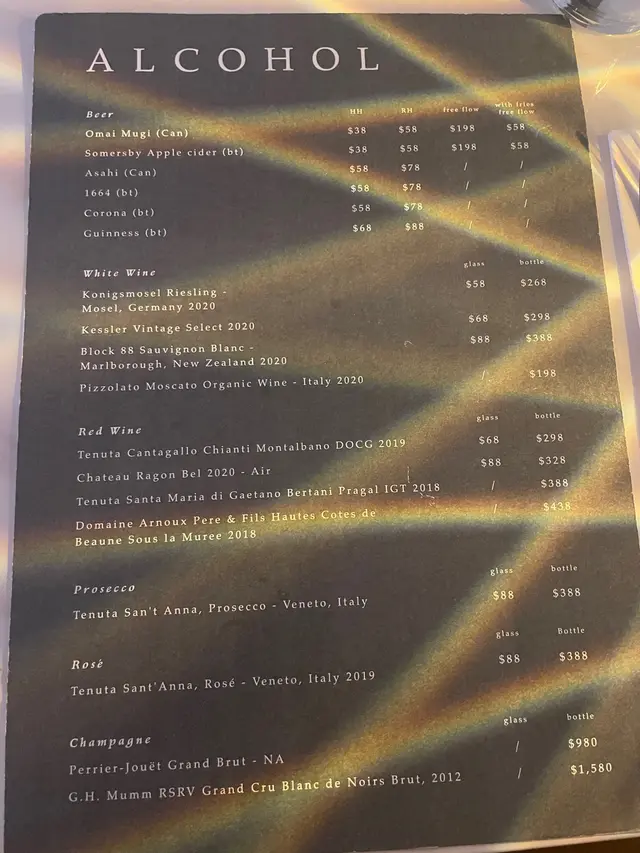 ALCOHOL
Beer HH RH free flow with fries free flow
Omai Mugi (Can) $38 $58 $198 $58
Somersby Apple cider (bt) $38 $58 $198 $58
Asahi (Can) $58 $78 / /
1664 (bt) $58 $78 / /
Corona (bt) $58 $78 / /
Guinness (bt) $68 $88 / /
White Wine glass bottle
Konigsmosel Riesling - $58 $268
Mosel, Germany 2020
Kessler Vintage Select 2020 $68 $298
Block 88 Sauvignon Blanc - $88 $388
Marlborough, New Zealand 2020
Pizzolato Moscato Organic Wine - Italy 2020 / $198
Red Wine glass bottle
Tenuta Cantagallo Chianti Montalbano DOCG 2019 $68 $298
Chateau Ragon Bel 2020 - Air $88 $328
Tenuta Santa Maria di Gaetano Bertani Pragal IGT 2018 / $388
Domaine Arnoux Pere & Fils Hautes Cotes de / $438
Beaune Sous la Muree 2018
Prosecco glass bottle
Tenuta San't Anna, Prosecco - Veneto, Italy $88 $388
Rosé glass Bottle
Tenuta Sant'Anna, Rosé - Veneto, Italy 2019 $88 $388
Champagne glass bottle
Perrier-Jouët Grand Brut - NA / $980
G.H. Mumm RSRV Grand Cru Blanc de Noirs Brut, 2012 / $1,580